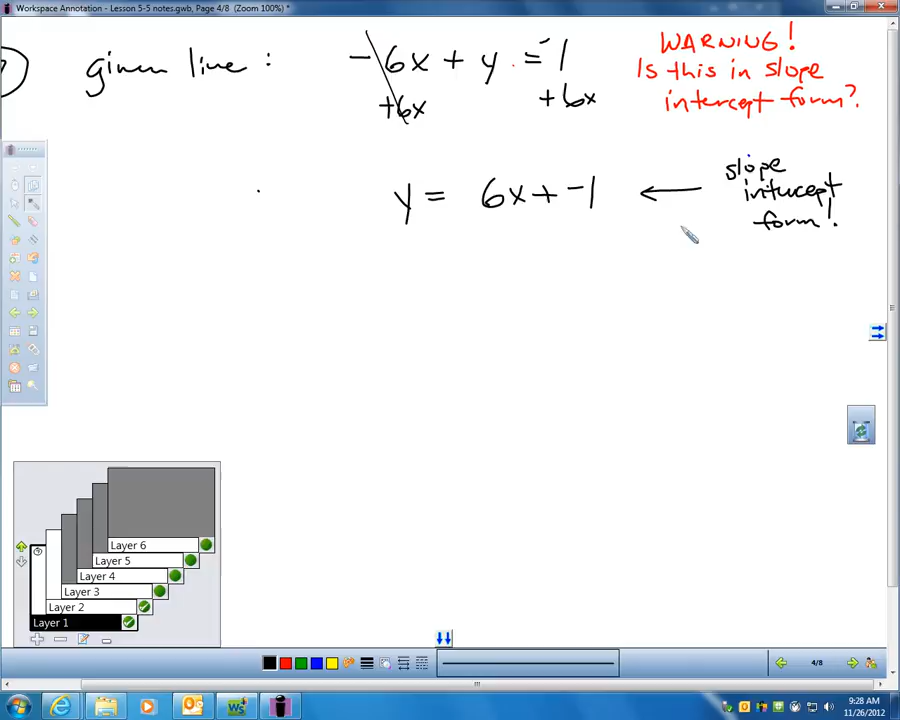 Workspace Annotation - Lesson 5-5 notes.gwb, Page 4/8 (Zoom 100%) *
given line :
-6x + y = -1
+6x
+ 6x
WARNING!
Is this in slope
intercept form?
y = 6x + -1
slope
intercept
form!
Layer 6
Layer 5
Layer 4
Layer 3
Layer 2
Layer 1
4/8
9:28 AM
11/26/2012